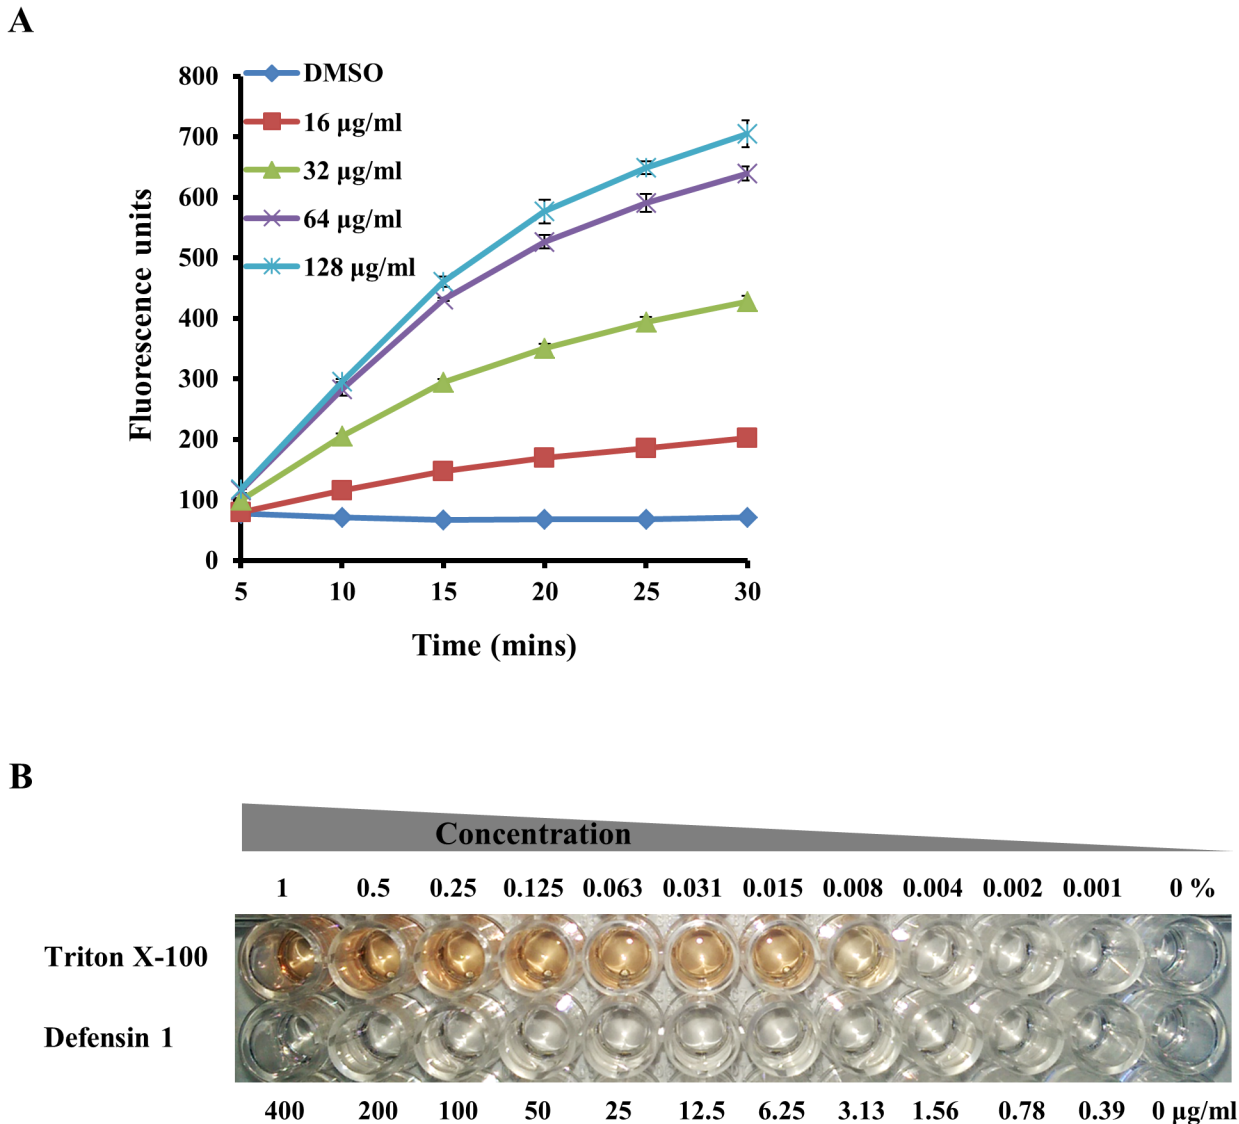 A
800
700
600
500
400
300
200
100
0
Fluorescence units
DMSO
16 µg/ml
32 µg/ml
64 µg/ml
128 µg/ml
5 10 15 20 25 30
Time (mins)
B
Concentration
1 0.5 0.25 0.125 0.063 0.031 0.015 0.008 0.004 0.002 0.001 0 %
Triton X-100
Defensin 1
400 200 100 50 25 12.5 6.25 3.13 1.56 0.78 0.39 0 µg/ml